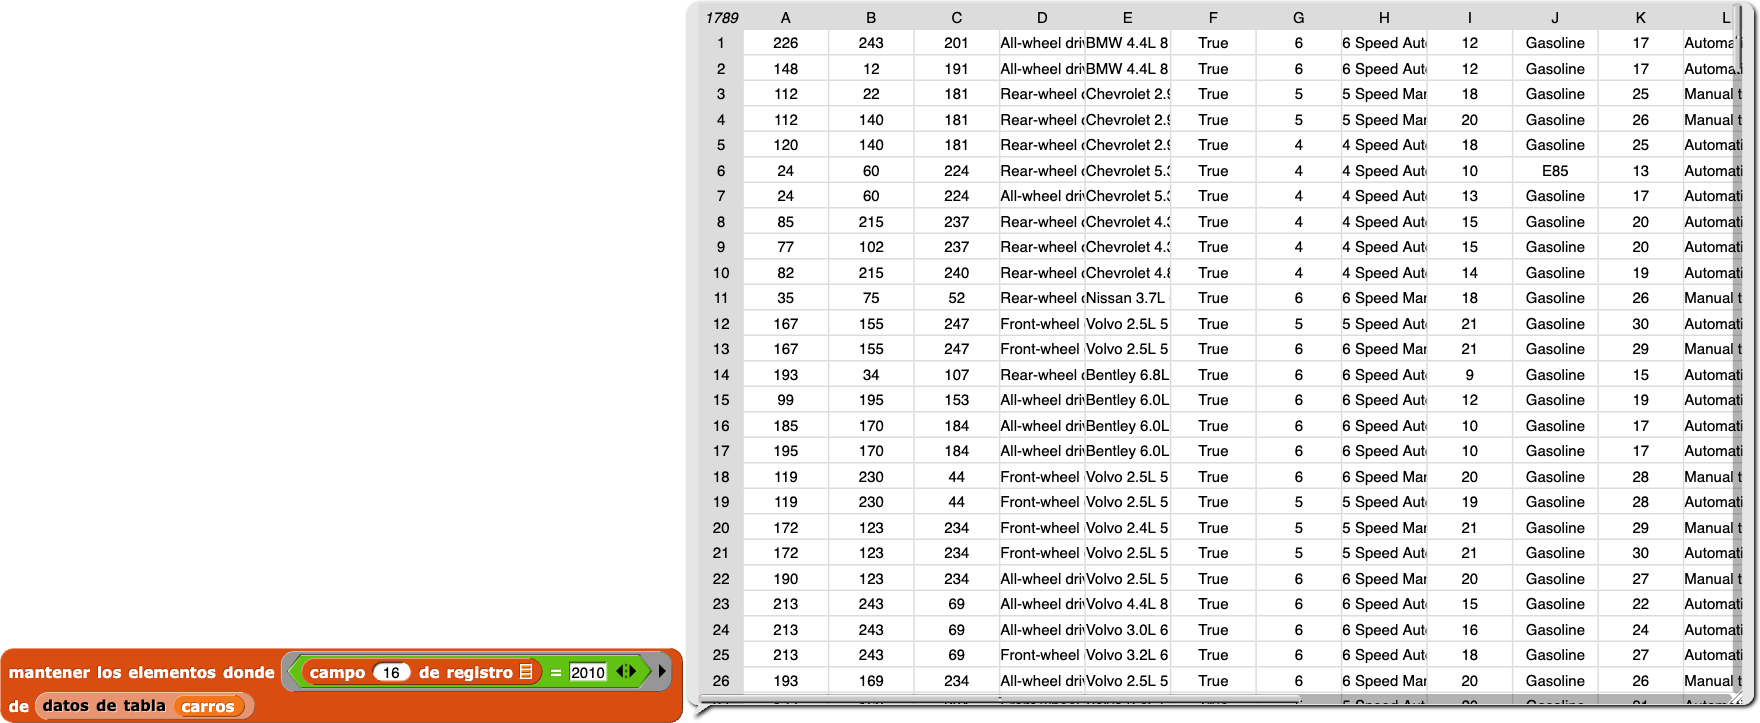 1789 A B C D E F G H I J K L
1 226 243 201 All-wheel dri BMW 4.4L 8 True 6 6 Speed Aut 12 Gasoline 17 Automa
2 148 12 191 All-wheel dri BMW 4.4L 8 True 6 6 Speed Aut 12 Gasoline 17 Automa
3 112 22 181 Rear-wheel Chevrolet 2.9 True 5 5 Speed Mar 18 Gasoline 25 Manual t
4 112 140 181 Rear-wheel Chevrolet 2.9 True 5 5 Speed Mar 20 Gasoline 26 Manual t
5 120 140 181 Rear-wheel Chevrolet 2.9 True 4 4 Speed Aut 18 Gasoline 25 Automati
6 24 60 224 Rear-wheel Chevrolet 5.3 True 4 4 Speed Aut 10 E85 13 Automati
7 24 60 224 All-wheel dri Chevrolet 5.3 True 4 4 Speed Aut 13 Gasoline 17 Automati
8 85 215 237 Rear-wheel Chevrolet 4.3 True 4 4 Speed Aut 15 Gasoline 20 Automati
9 77 102 237 Rear-wheel Chevrolet 4.3 True 4 4 Speed Aut 15 Gasoline 20 Automati
10 82 215 240 Rear-wheel Chevrolet 4.8 True 4 4 Speed Aut 14 Gasoline 19 Automati
11 35 75 52 Rear-wheel Nissan 3.7L True 6 6 Speed Mar 18 Gasoline 26 Manual t
12 167 155 247 Front-wheel Volvo 2.5L 5 True 5 5 Speed Aut 21 Gasoline 30 Automati
13 167 155 247 Front-wheel Volvo 2.5L 5 True 6 6 Speed Mar 21 Gasoline 29 Manual t
14 193 34 107 Rear-wheel Bentley 6.8L True 6 6 Speed Aut 9 Gasoline 15 Automati
15 99 195 153 All-wheel dri Bentley 6.0L True 6 6 Speed Aut 12 Gasoline 19 Automati
16 185 170 184 All-wheel dri Bentley 6.0L True 6 6 Speed Aut 10 Gasoline 17 Automati
17 195 170 184 All-wheel dri Bentley 6.0L True 6 6 Speed Aut 10 Gasoline 17 Automati
18 119 230 44 Front-wheel Volvo 2.5L 5 True 6 6 Speed Mar 20 Gasoline 28 Manual t
19 119 230 44 Front-wheel Volvo 2.5L 5 True 5 5 Speed Aut 19 Gasoline 28 Automati
20 172 123 234 Front-wheel Volvo 2.4L 5 True 5 5 Speed Mar 21 Gasoline 29 Manual t
21 172 123 234 Front-wheel Volvo 2.5L 5 True 5 5 Speed Aut 21 Gasoline 30 Automati
22 190 123 234 All-wheel dri Volvo 2.5L 5 True 6 6 Speed Mar 20 Gasoline 27 Manual t
23 213 243 69 All-wheel dri Volvo 4.4L 8 True 6 6 Speed Aut 15 Gasoline 22 Automati
24 213 243 69 All-wheel dri Volvo 3.0L 6 True 6 6 Speed Aut 16 Gasoline 24 Automati
25 213 243 69 Front-wheel Volvo 3.2L 6 True 6 6 Speed Aut 18 Gasoline 27 Automati
26 193 169 234 All-wheel dri Volvo 2.5L 5 True 6 6 Speed Mar 20 Gasoline 26 Manual t
mantener los elementos donde campo 16 de registro = 2010
de datos de tabla carros